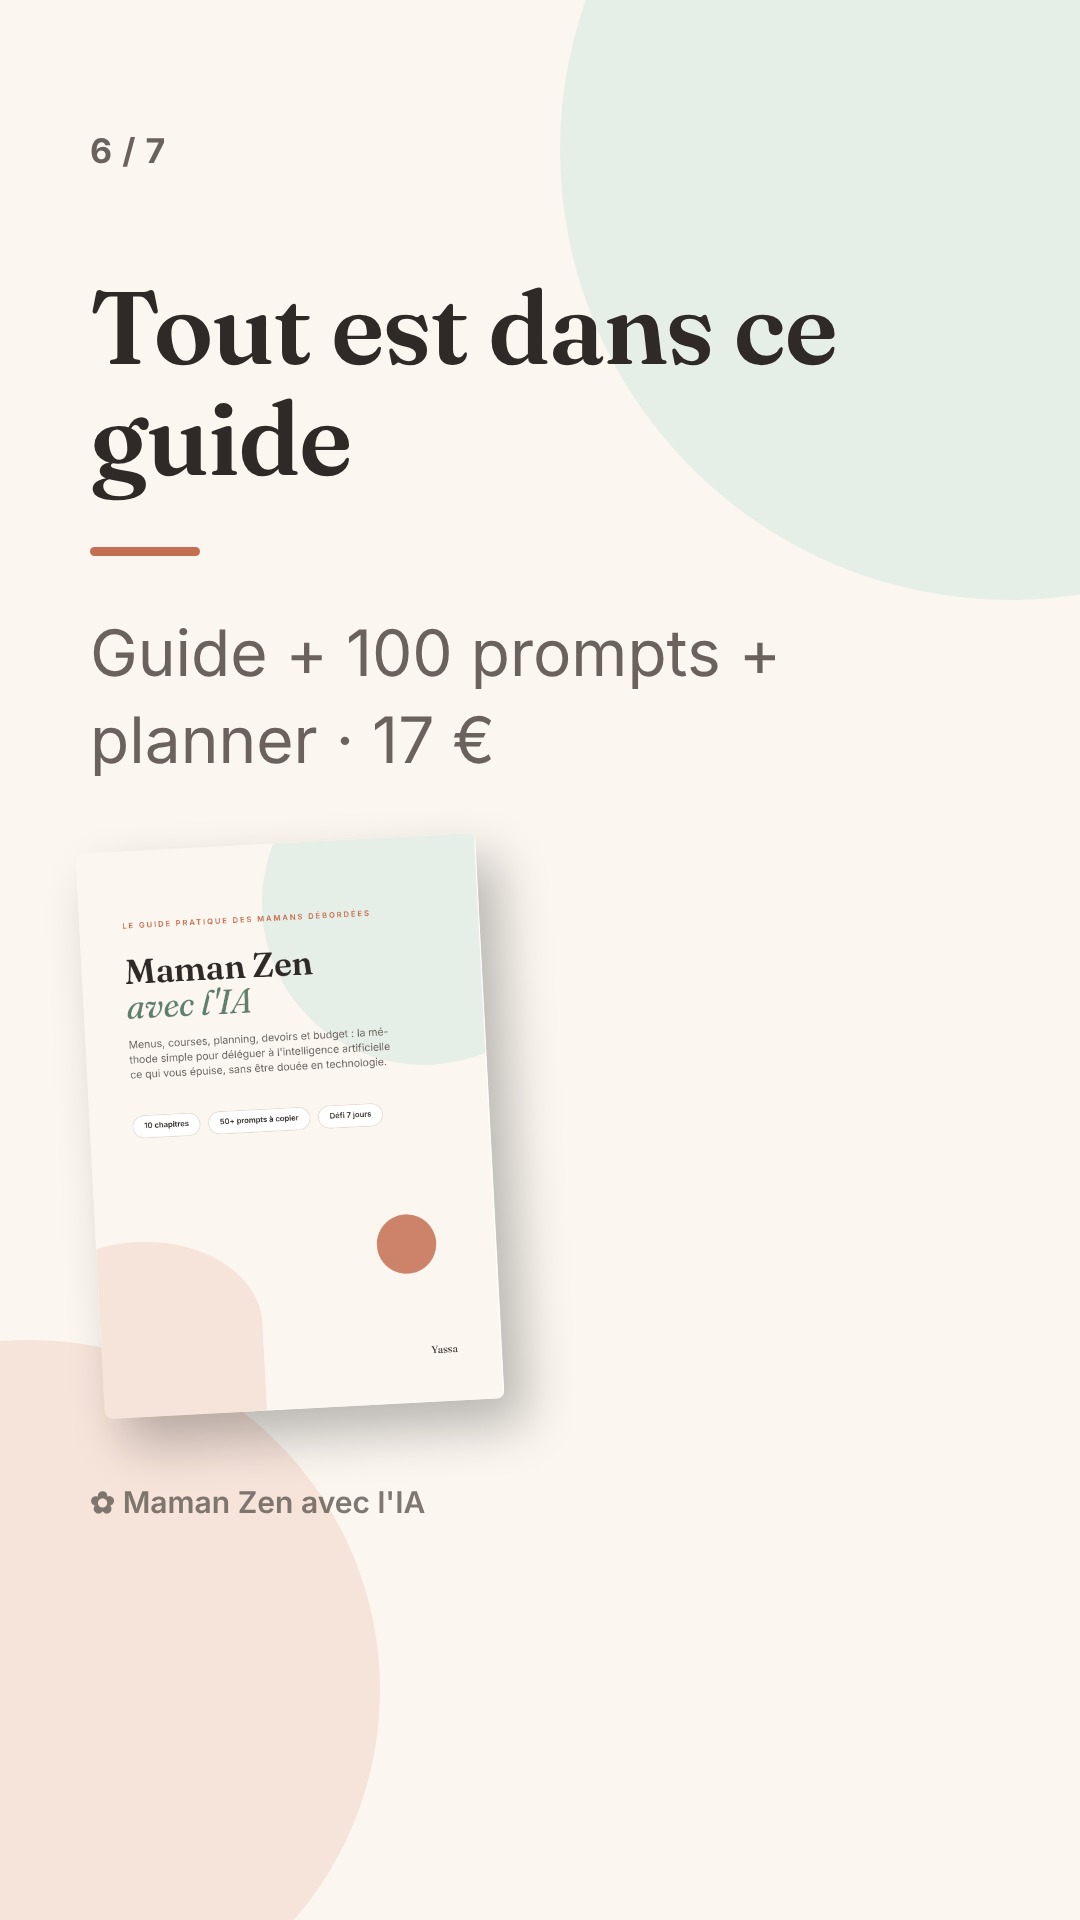 6 / 7
Tout est dans ce
guide
Guide + 100 prompts +
planner · 17 €
LE GUIDE PRATIQUE DES MAMANS DÉBORDÉES
Maman Zen
avec l'IA
Menus, courses, planning, devoirs et budget : la mé-
thode simple pour déléguer à l'intelligence artificielle
ce qui vous épuise, sans être douée en technologie.
10 chapitres 50+ prompts à copier Défi 7 jours
Yassa
✿ Maman Zen avec l'IA